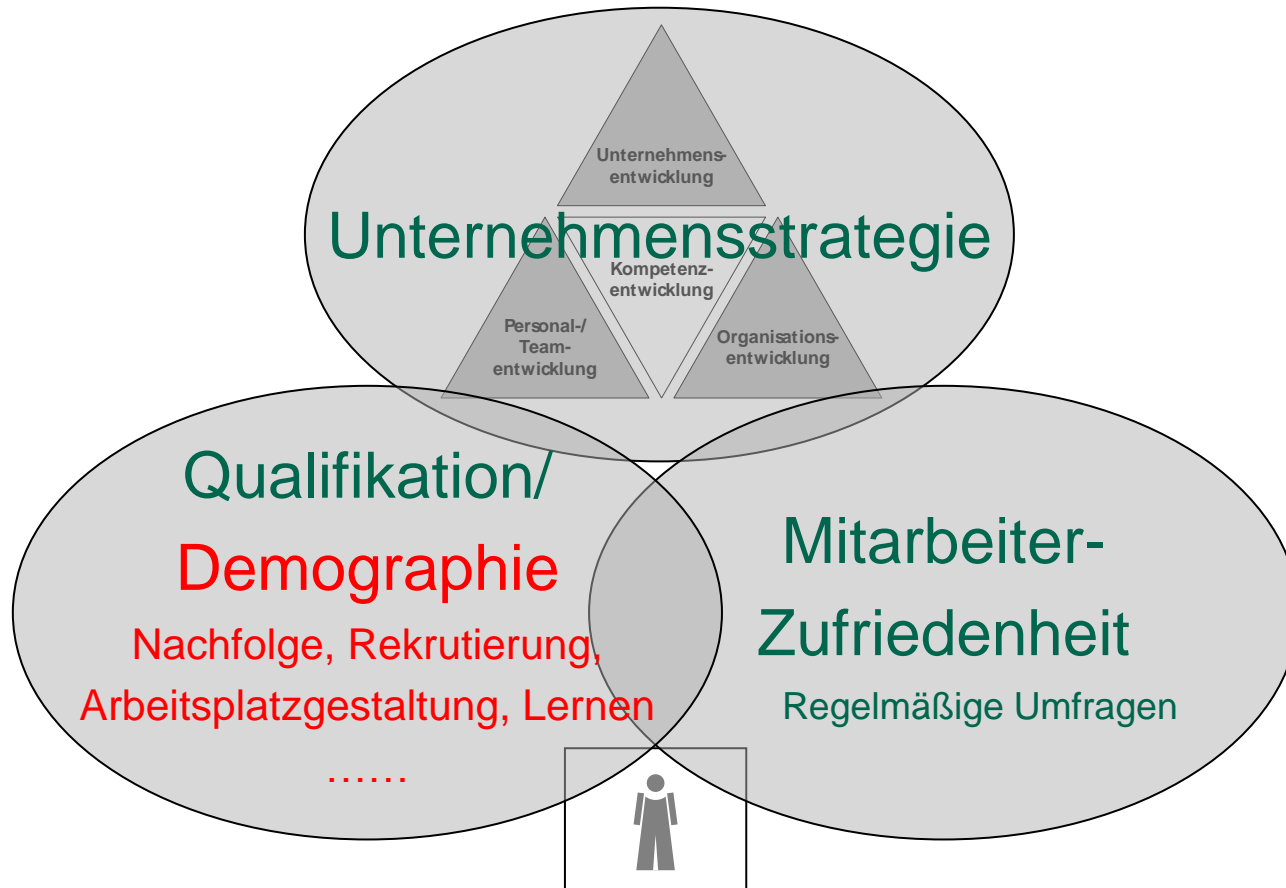 Unternehmens-
entwicklung
Unternehmensstrategie
Kompetenz-
entwicklung
Personal-/
Team-
entwicklung
Organisations-
entwicklung
Qualifikation/
Demographie
Nachfolge, Rekrutierung,
Arbeitsplatzgestaltung, Lernen
……
Mitarbeiter-
Zufriedenheit
Regelmäßige Umfragen